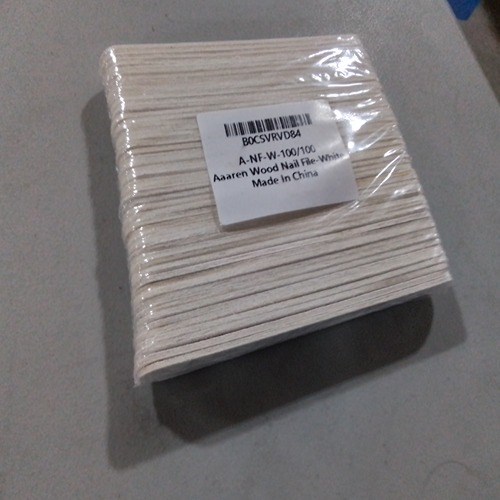 B0CSVRVD84
A-NF-W-100/100
Aaaren Wood Nail File-White
Made In China